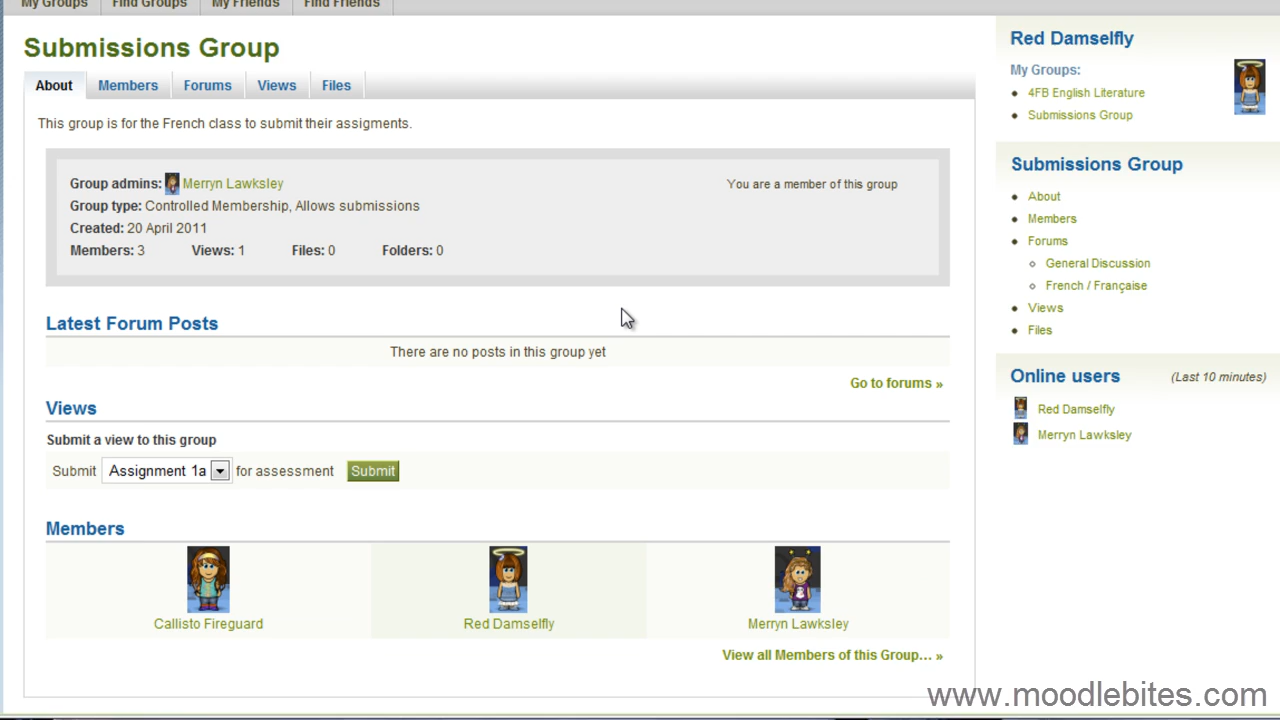 My Groups Find Groups My Friends Find Friends
Submissions Group
About Members Forums Views Files
This group is for the French class to submit their assigments.
Group admins: Merryn Lawksley
You are a member of this group
Group type: Controlled Membership, Allows submissions
Created: 20 April 2011
Members: 3 Views: 1 Files: 0 Folders: 0
Latest Forum Posts
There are no posts in this group yet
Go to forums »
Views
Submit a view to this group
Submit Assignment 1a for assessment Submit
Members
Callisto Fireguard Red Damselfly Merryn Lawksley
View all Members of this Group... »
Red Damselfly
My Groups:
4FB English Literature
Submissions Group
Submissions Group
About
Members
Forums
General Discussion
French / Française
Views
Files
Online users (Last 10 minutes)
Red Damselfly
Merryn Lawksley
www.moodlebites.com